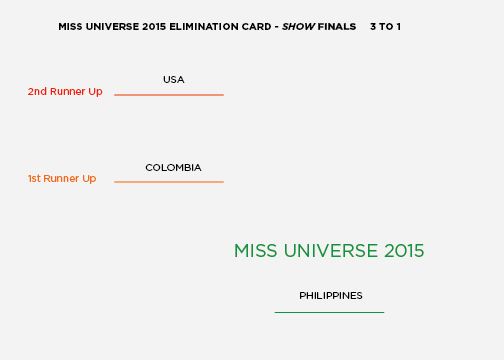 MISS UNIVERSE 2015 ELIMINATION CARD - SHOW FINALS 3 TO 1
USA
2nd Runner Up
COLOMBIA
1st Runner Up
MISS UNIVERSE 2015
PHILIPPINES